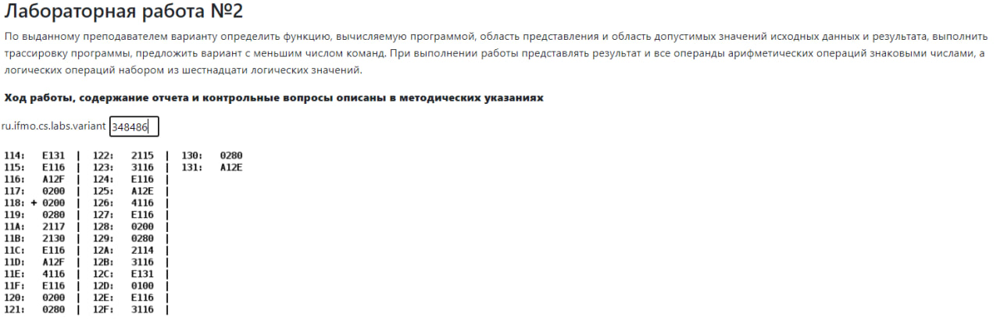 Лабораторная работа №2
По выданному преподавателем варианту определить функцию, вычисляемую программой, область представления и область допустимых значений исходных данных и результата, выполнить
трассировку программы, предложить вариант с меньшим числом команд. При выполнении работы представлять результат и все операнды арифметических операций знаковыми числами, а
логических операций набором из шестнадцати логических значений.
Ход работы, содержание отчета и контрольные вопросы описаны в методических указаниях
ru.ifmo.cs.labs.variant 348486
114: E131 | 122: 2115 | 130: 0280
115: E116 | 123: 3116 | 131: A12E
116: A12F | 124: E116 |
117: 0200 | 125: A12E |
118: + 0200 | 126: 4116 |
119: 0280 | 127: E116 |
11A: 2117 | 128: 0200 |
11B: 2130 | 129: 0280 |
11C: E116 | 12A: 2114 |
11D: A12F | 12B: 3116 |
11E: 4116 | 12C: E131 |
11F: E116 | 12D: 0100 |
120: 0200 | 12E: E116 |
121: 0280 | 12F: 3116 |